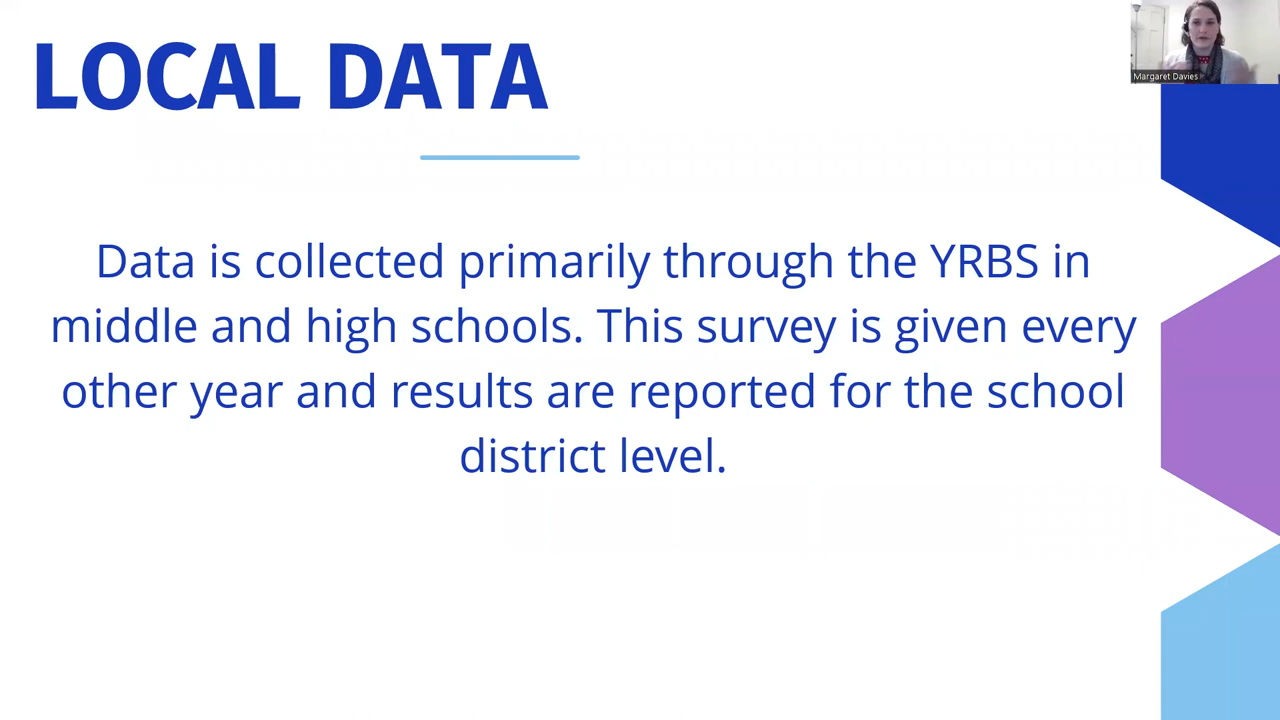 LOCAL DATA
Margaret Davies
Data is collected primarily through the YRBS in
middle and high schools. This survey is given every
other year and results are reported for the school
district level.